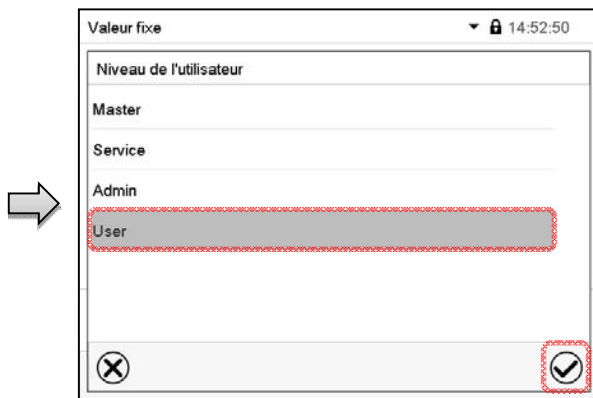 Valeur fixe 14:52:50
Niveau de l'utilisateur
Master
Service
Admin
User